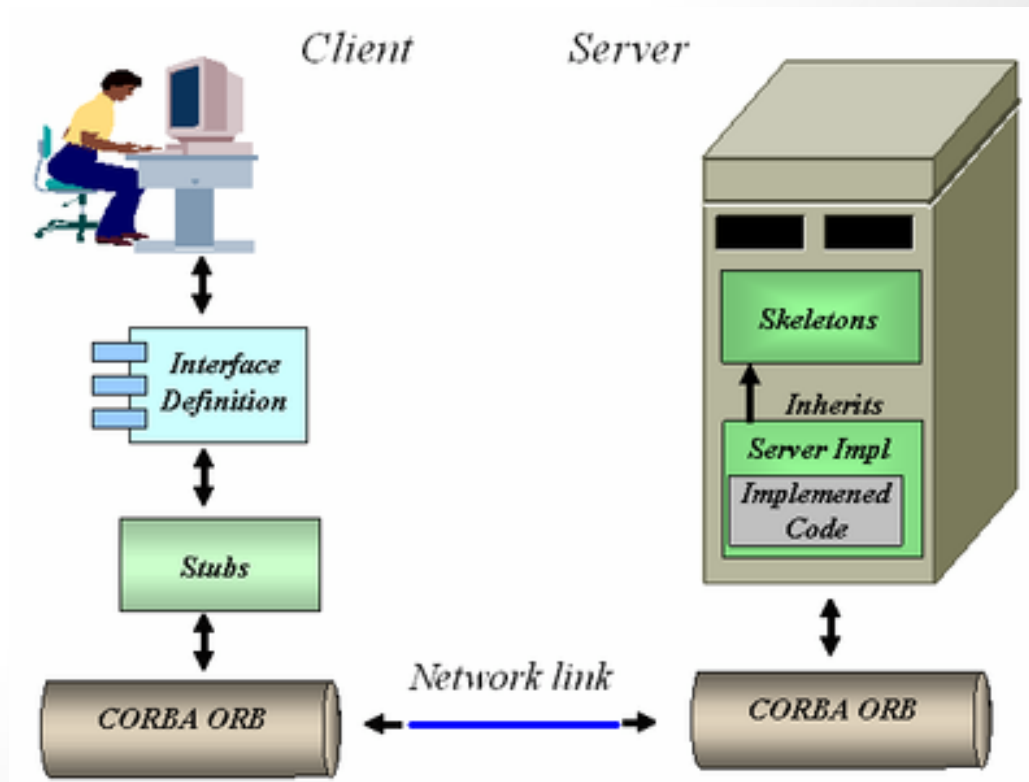 Client
Server
Interface
Definition
Stubs
CORBA ORB
Network link
Skeletons
Inherits
Server Impl
Implemened
Code
CORBA ORB